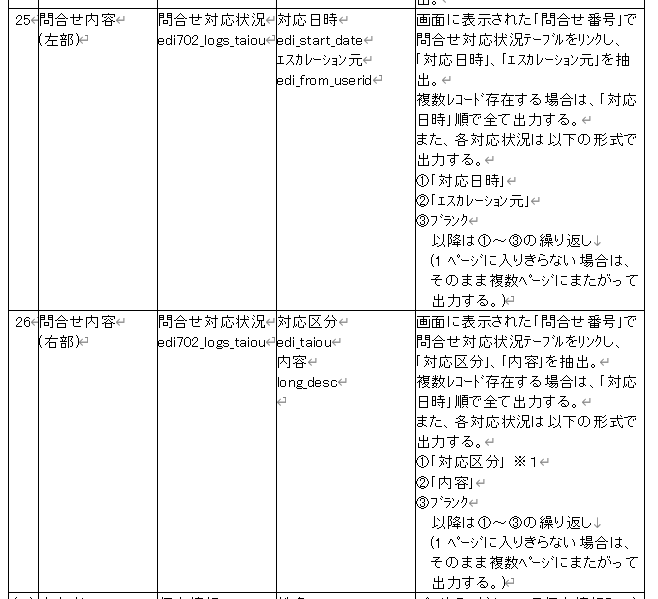 出。
25 問合せ内容
(左部)
問合せ対応状況
edi702_logs_taiou
対応日時
edi_start_date
ｴｽｶﾚｰｼｮﾝ元
edi_from_userid
画面に表示された「問合せ番号」で
問合せ対応状況ﾃｰﾌﾞﾙをﾘﾝｸし、
「対応日時」、「ｴｽｶﾚｰｼｮﾝ元」を抽
出。
複数ﾚｺｰﾄﾞ存在する場合は、「対応
日時」順で全て出力する。
また、各対応状況は以下の形式で
出力する。
①「対応日時」
②「ｴｽｶﾚｰｼｮﾝ元」
③ﾌﾞﾗﾝｸ
以降は①～③の繰り返し
(1 ﾍﾟｰｼﾞに入りきらない場合は、
そのまま複数ﾍﾟｰｼﾞにまたがって
出力する。)
26 問合せ内容
(右部)
問合せ対応状況
edi702_logs_taiou
対応区分
edi_taiou
内容
long_desc
画面に表示された「問合せ番号」で
問合せ対応状況ﾃｰﾌﾞﾙをﾘﾝｸし、
「対応区分」、「内容」を抽出。
複数ﾚｺｰﾄﾞ存在する場合は、「対応
日時」順で全て出力する。
また、各対応状況は以下の形式で
出力する。
①「対応区分」 ※１
②「内容」
③ﾌﾞﾗﾝｸ
以降は①～③の繰り返し
(1 ﾍﾟｰｼﾞに入りきらない場合は、
そのまま複数ﾍﾟｰｼﾞにまたがって
出力する。)